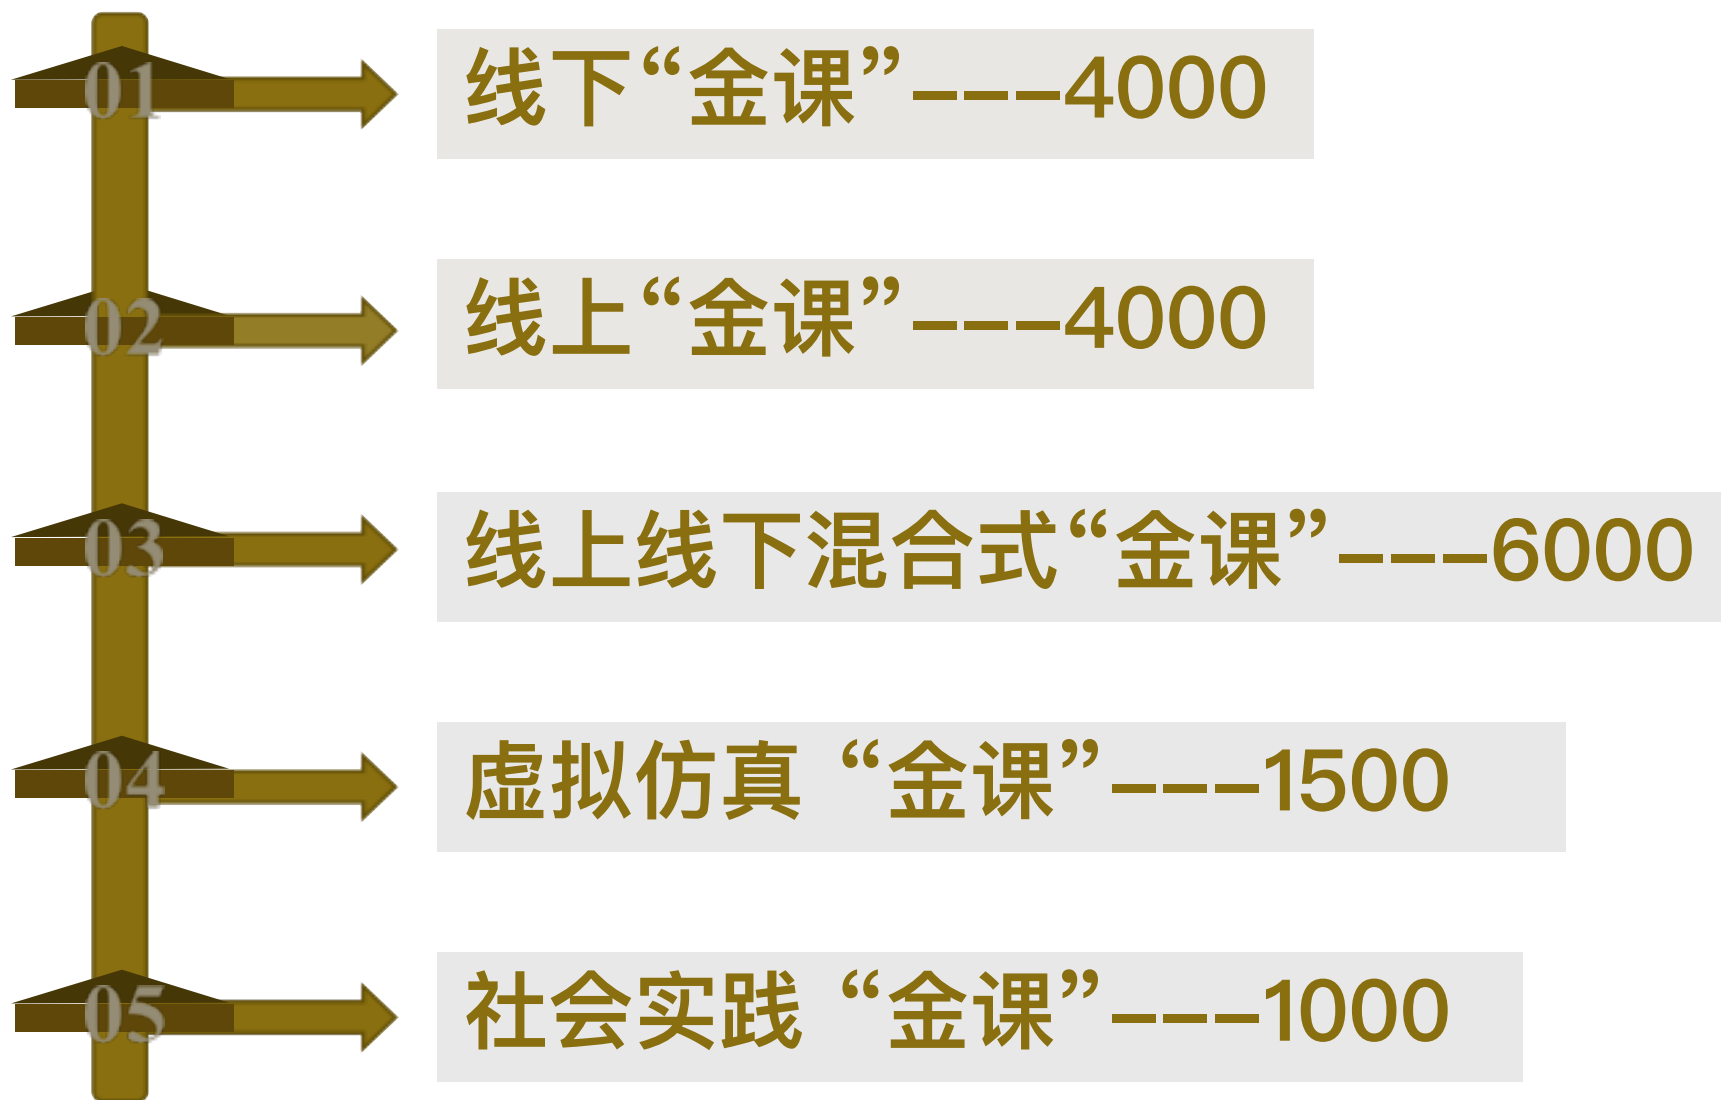 01
线下“金课”---4000
02
线上“金课”---4000
03
线上线下混合式“金课”---6000
04
虚拟仿真 “金课”---1500
05
社会实践 “金课”---1000